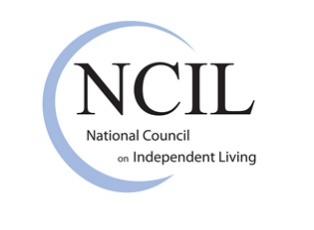 NCIL
National Council
on Independent Living